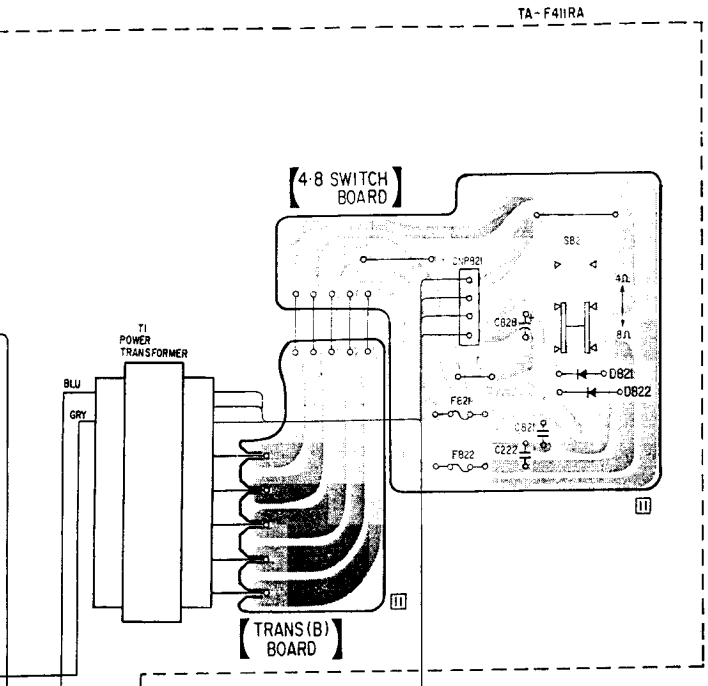 TA-F411RA
4·8 SWITCH
BOARD
SB2
CNP821
4Ω
C828
+
8Ω
T1
POWER
TRANSFORMER
BLU
GRY
D821
D822
F821
C821
F822
C222
+
11
11
TRANS(B)
BOARD